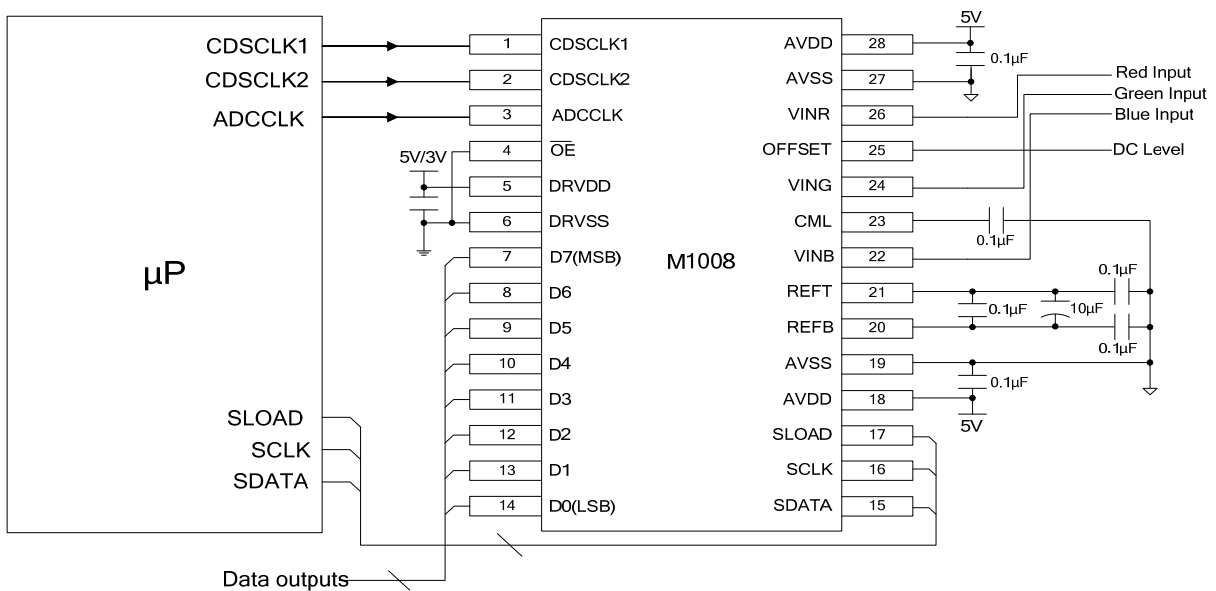 CDSCLK1
CDSCLK2
ADCCLK
µP
SLOAD
SCLK
SDATA
Data outputs
5V/3V
1 CDSCLK1
2 CDSCLK2
3 ADCCLK
4 OE
5 DRVDD
6 DRVSS
7 D7(MSB)
8 D6
9 D5
10 D4
11 D3
12 D2
13 D1
14 D0(LSB)
M1008
AVDD 28
AVSS 27
VINR 26
OFFSET 25
VING 24
CML 23
VINB 22
REFT 21
REFB 20
AVSS 19
AVDD 18
SLOAD 17
SCLK 16
SDATA 15
5V
0.1µF
Red Input
Green Input
Blue Input
DC Level
0.1µF
0.1µF
0.1µF
10µF
0.1µF
0.1µF
5V